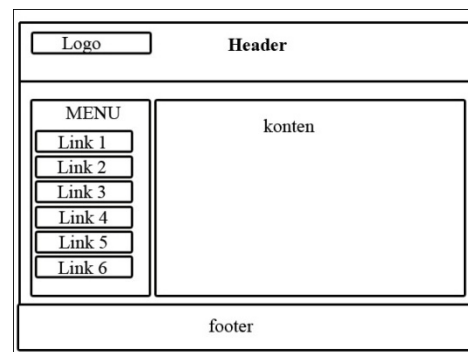 Logo
Header
MENU
Link 1
Link 2
Link 3
Link 4
Link 5
Link 6
konten
footer